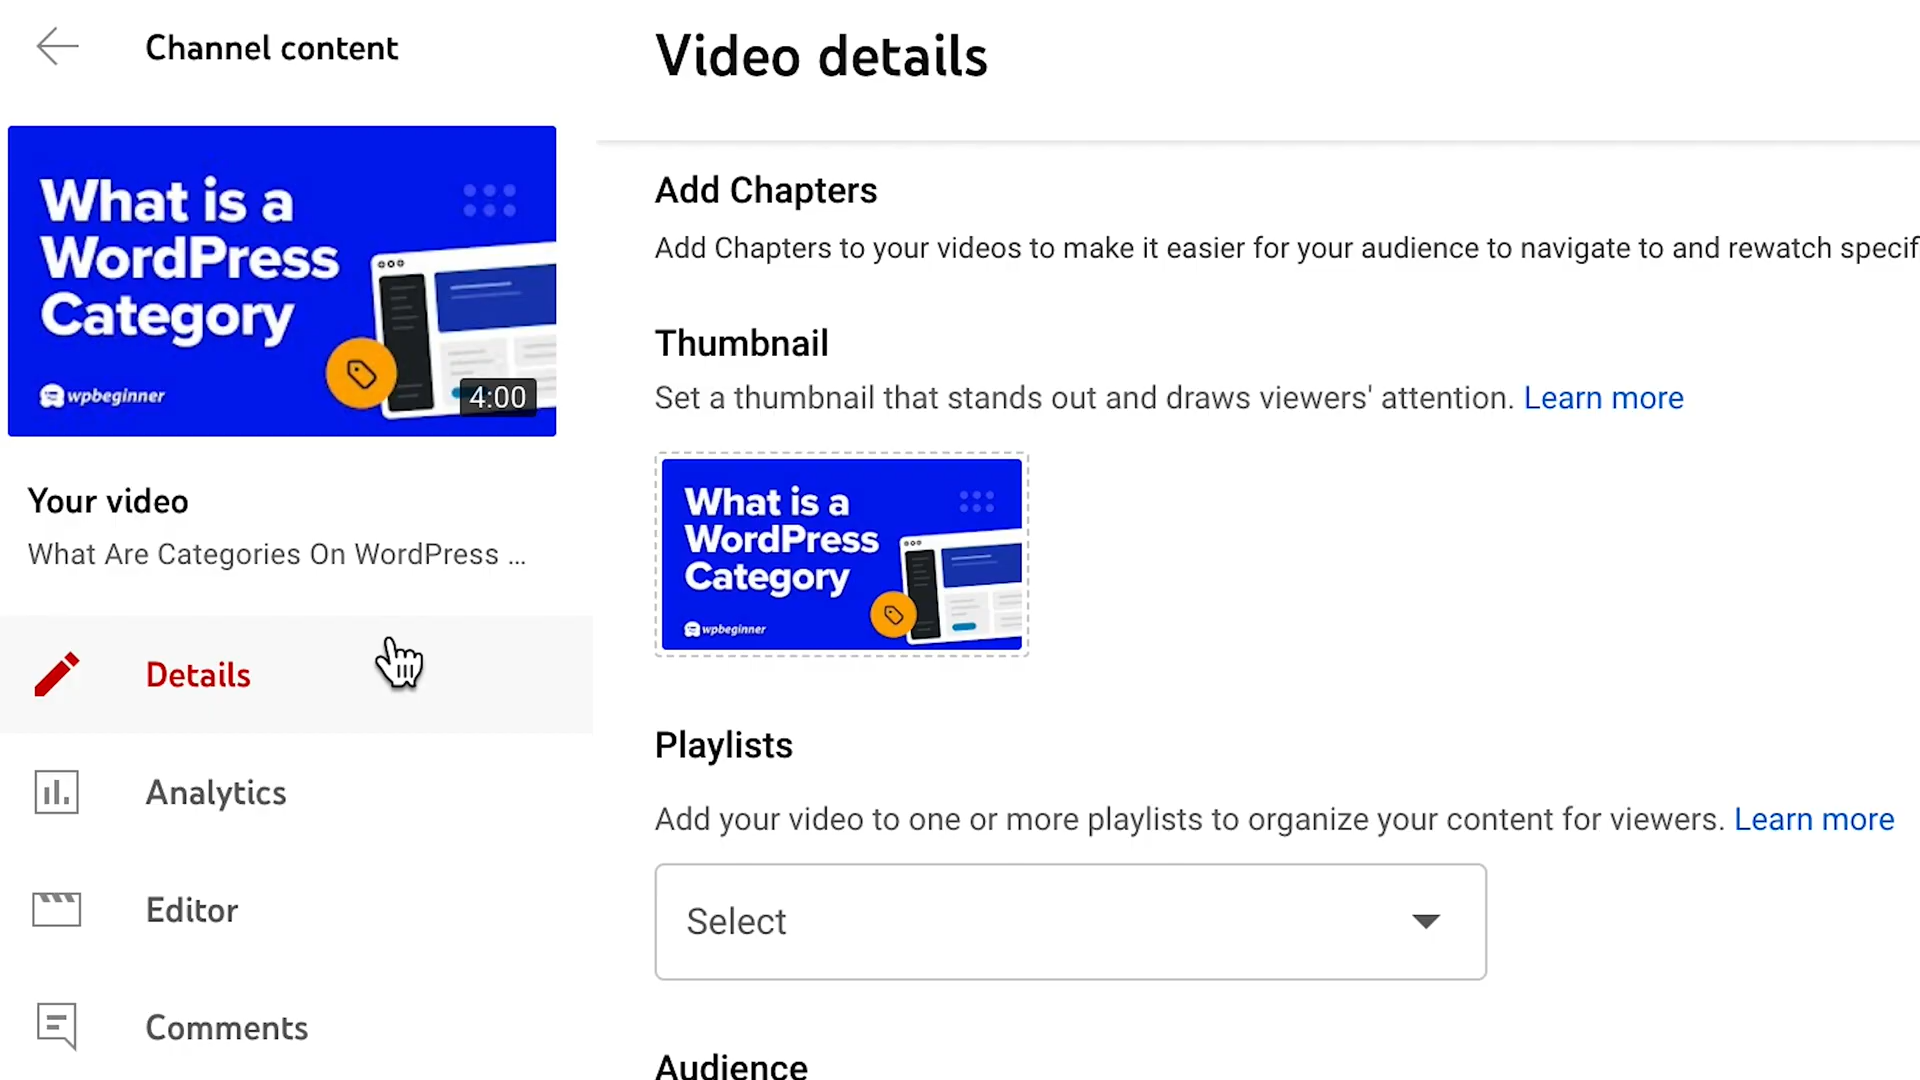 Channel content
What is a
WordPress
Category
wpbeginner
4:00
Your video
What Are Categories On WordPress ...
Details
Analytics
Editor
Comments
Video details
Add Chapters
Add Chapters to your videos to make it easier for your audience to navigate to and rewatch specif
Thumbnail
Set a thumbnail that stands out and draws viewers' attention. Learn more
What is a
WordPress
Category
wpbeginner
Playlists
Add your video to one or more playlists to organize your content for viewers. Learn more
Select
Audience